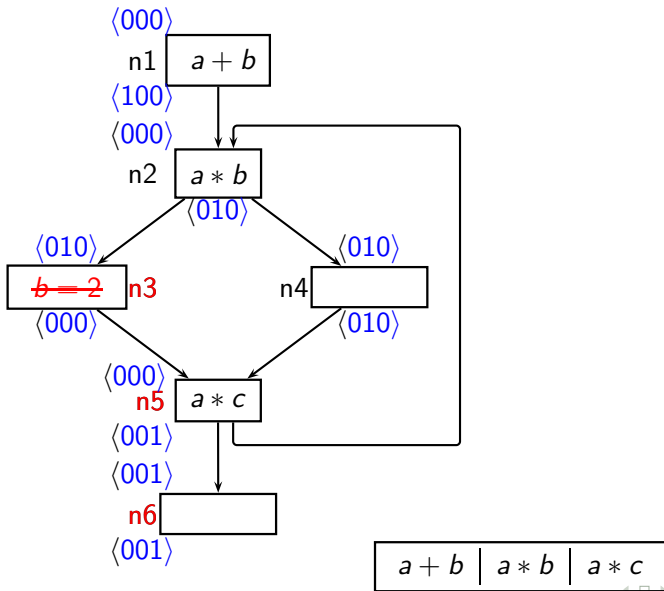 ⟨000⟩
n1 a + b
⟨100⟩
⟨000⟩
n2 a ∗ b
⟨010⟩
⟨010⟩ ⟨010⟩
b = 2 n3 n4
⟨000⟩ ⟨010⟩
⟨000⟩
n5 a ∗ c
⟨001⟩
⟨001⟩
n6
⟨001⟩
a + b a ∗ b a ∗ c